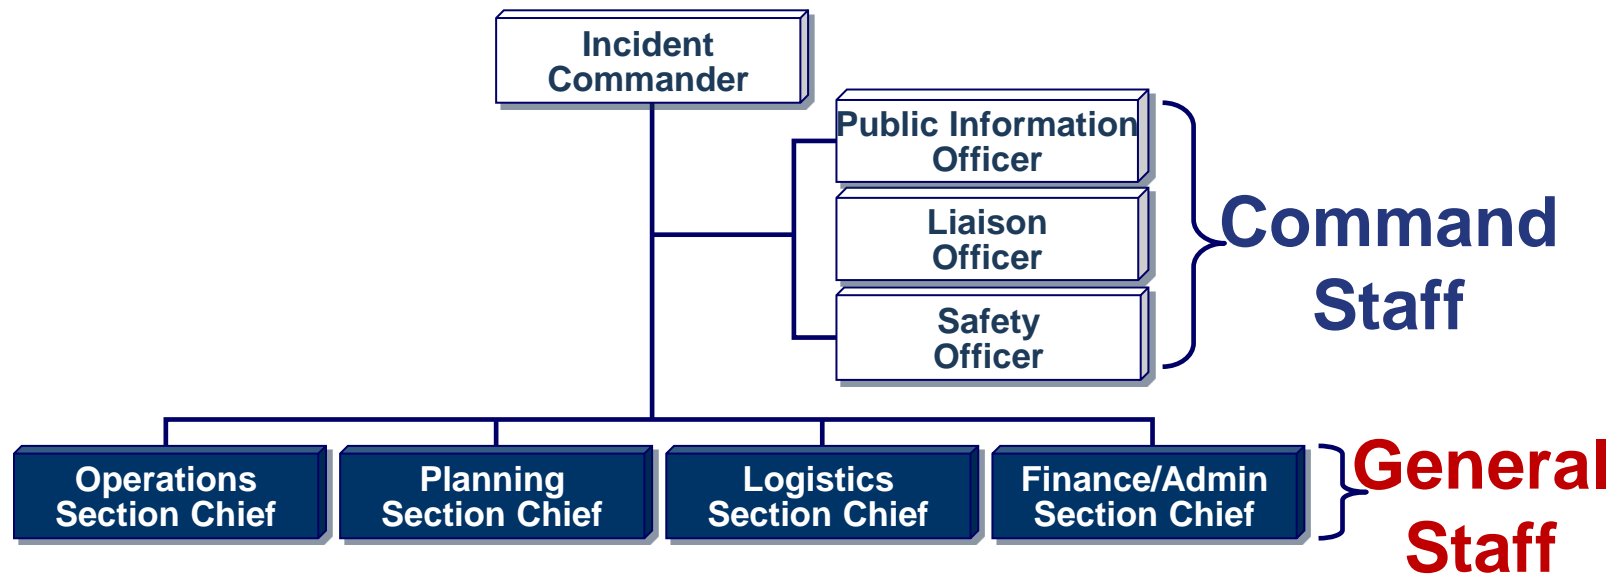 Incident
Commander
Public Information
Officer
Liaison
Officer
Safety
Officer
Command
Staff
Operations
Section Chief
Planning
Section Chief
Logistics
Section Chief
Finance/Admin
Section Chief
General
Staff